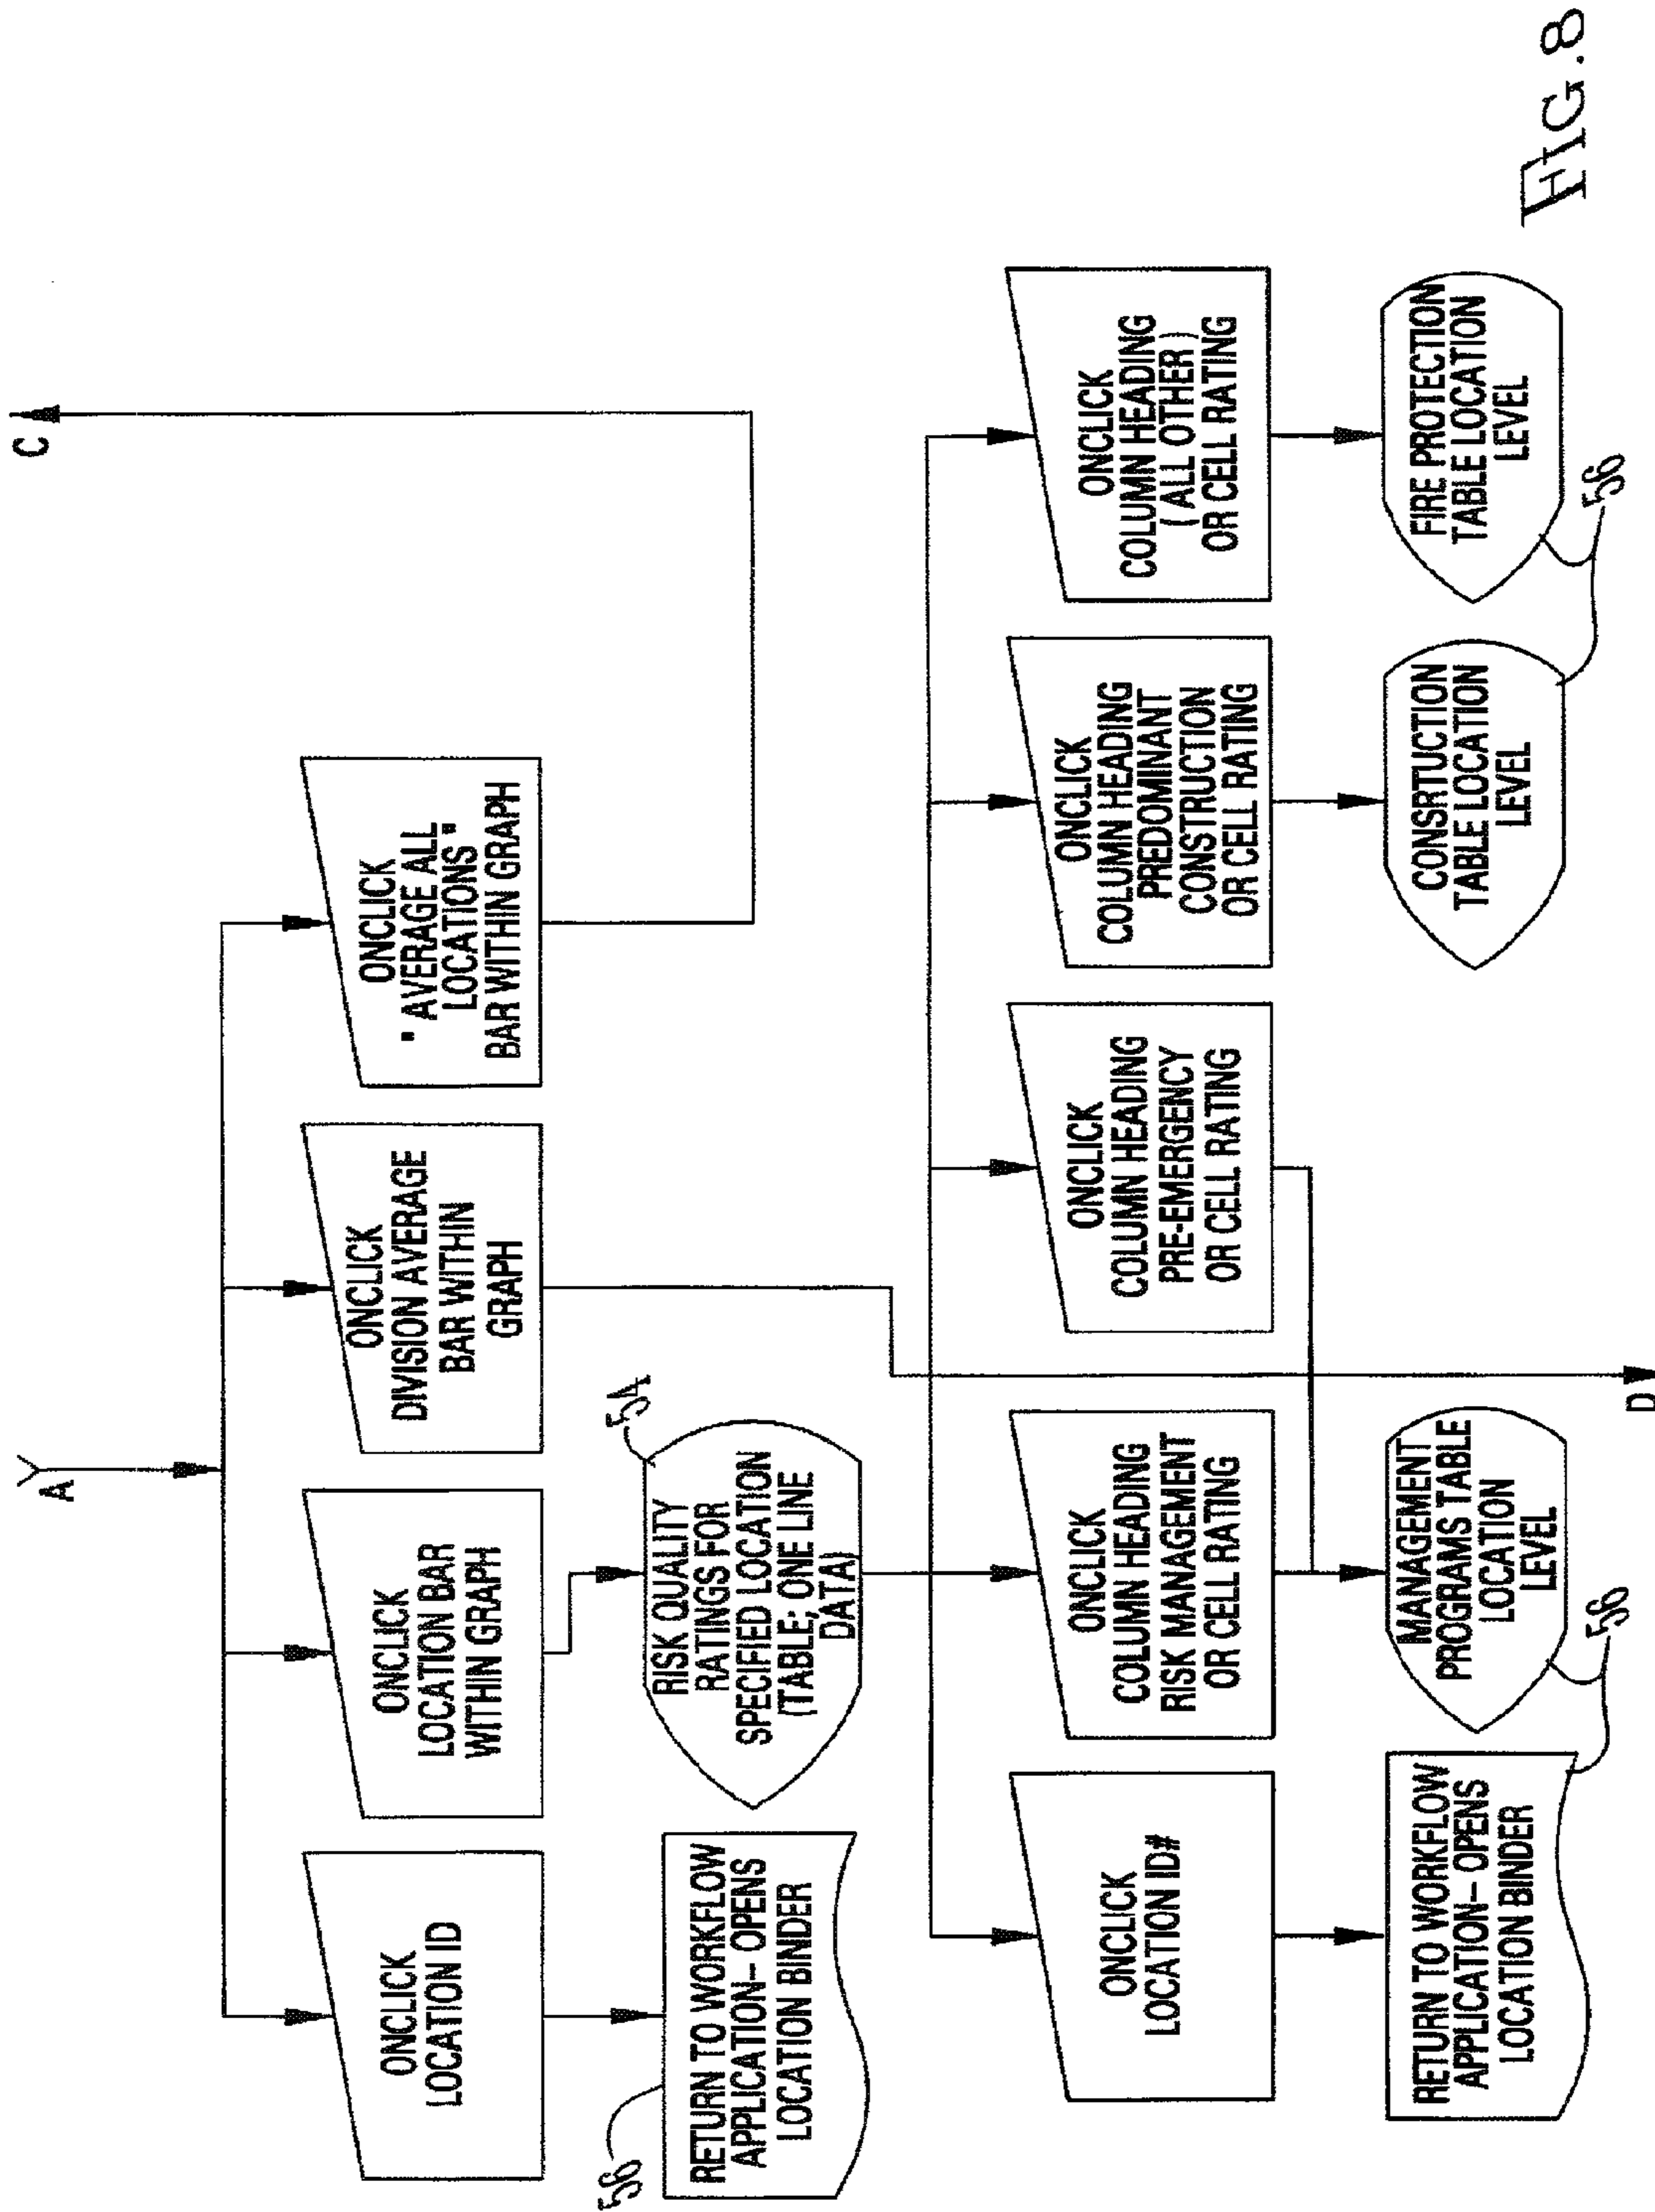 A
C
ONCLICK
LOCATION ID
ONCLICK
LOCATION BAR
WITHIN GRAPH
ONCLICK
DIVISION AVERAGE
BAR WITHIN
GRAPH
ONCLICK
" AVERAGE ALL
LOCATIONS"
BAR WITHIN GRAPH
56
RETURN TO WORKFLOW
APPLICATION– OPENS
LOCATION BINDER
54
RISK QUALITY
RATINGS FOR
SPECIFIED LOCATION
(TABLE; ONE LINE
DATA)
ONCLICK
LOCATION ID#
ONCLICK
COLUMN HEADING
RISK MANAGEMENT
OR CELL RATING
ONCLICK
COLUMN HEADING
PRE-EMERGENCY
OR CELL RATING
ONCLICK
COLUMN HEADING
PREDOMINANT
CONSTRUCTION
OR CELL RATING
ONCLICK
COLUMN HEADING
( ALL OTHER )
OR CELL RATING
RETURN TO WORKFLOW
APPLICATION– OPENS
LOCATION BINDER
MANAGEMENT
PROGRAMS TABLE
LOCATION
LEVEL
CONSRTUCTION
TABLE LOCATION
LEVEL
FIRE PROTECTION
TABLE LOCATION
LEVEL
56
56
D
FIG.8